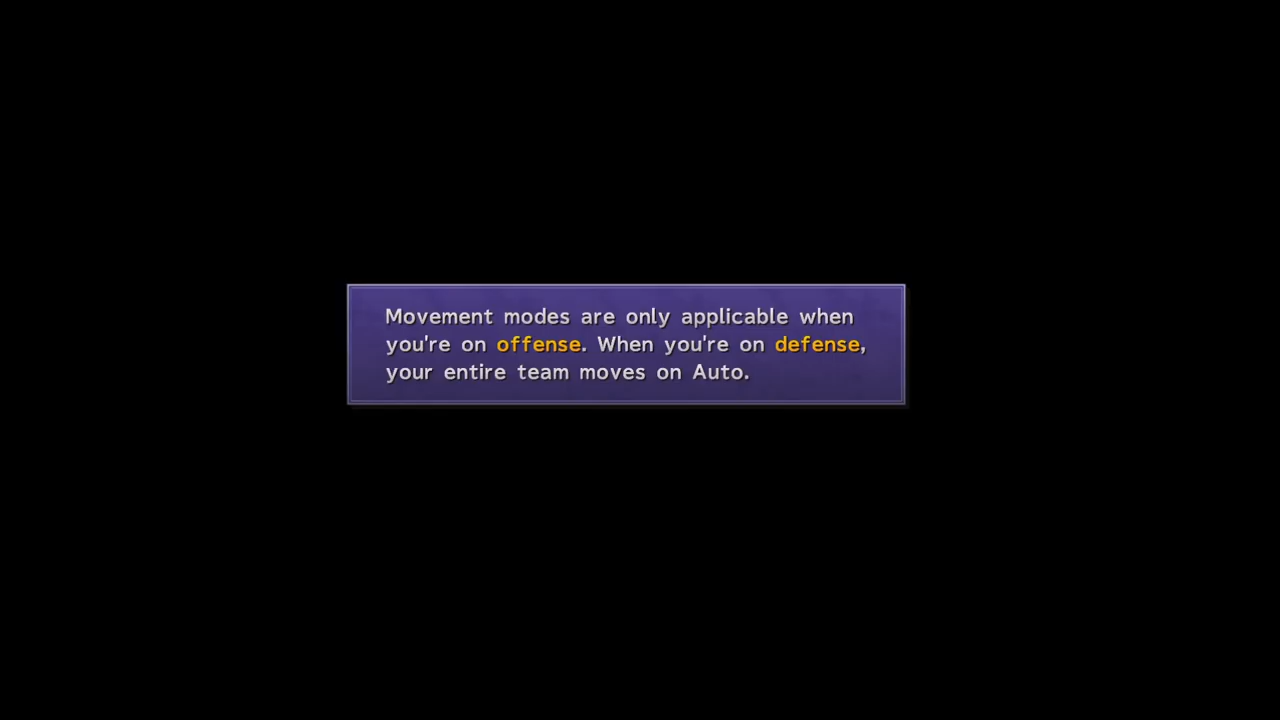 Movement modes are only applicable when
you're on offense. When you're on defense,
your entire team moves on Auto.